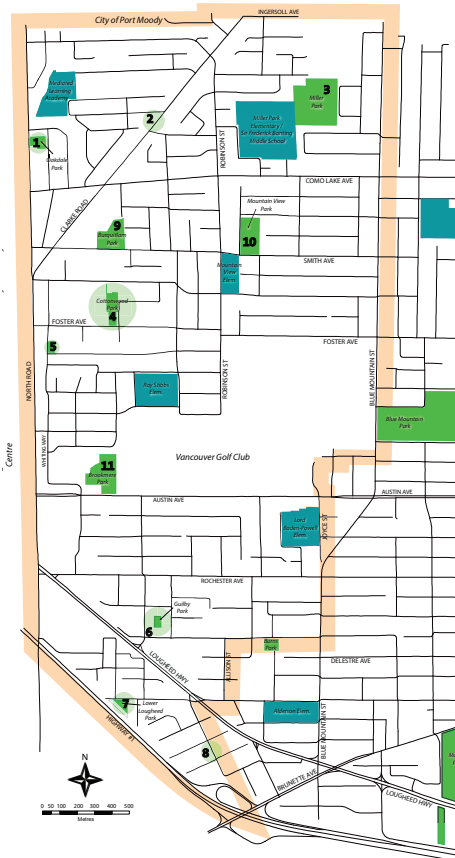 INGERSOLL AVE
City of Port Moody
3
Mediated
Learning
Academy
Miller
Park
2
Miller Park
Elementary /
Sir Frederick Banting
Middle School
1
Oakdale
Park
ROBINSON ST
COMO LAKE AVE
CLARKE ROAD
Mountain View
Park
9
Burquitlam
Park
10
SMITH AVE
Mountain
View
Elem.
Cottonwood
Park
4
FOSTER AVE
FOSTER AVE
5
NORTH ROAD
ROBINSON ST
BLUE MOUNTAIN ST
Roy Stibbs
Elem.
Blue Mountain
Park
WHITING WAY
Centre
Vancouver Golf Club
11
Brookmere
Park
AUSTIN AVE
AUSTIN AVE
Lord
Baden-Powell
Elem.
JOYCE ST
ROCHESTER AVE
Guilby
Park
6
Burns
Park
LOUGHEED HWY
ALLISON ST
DELESTRE AVE
7
Lower
Lougheed
Park
Alderson Elem.
HIGHWAY #1
BLUE MOUNTAIN ST
8
N
BRUNETTE AVE
LOUGHEED HWY
0 50 100 200 300 400 500
Metres